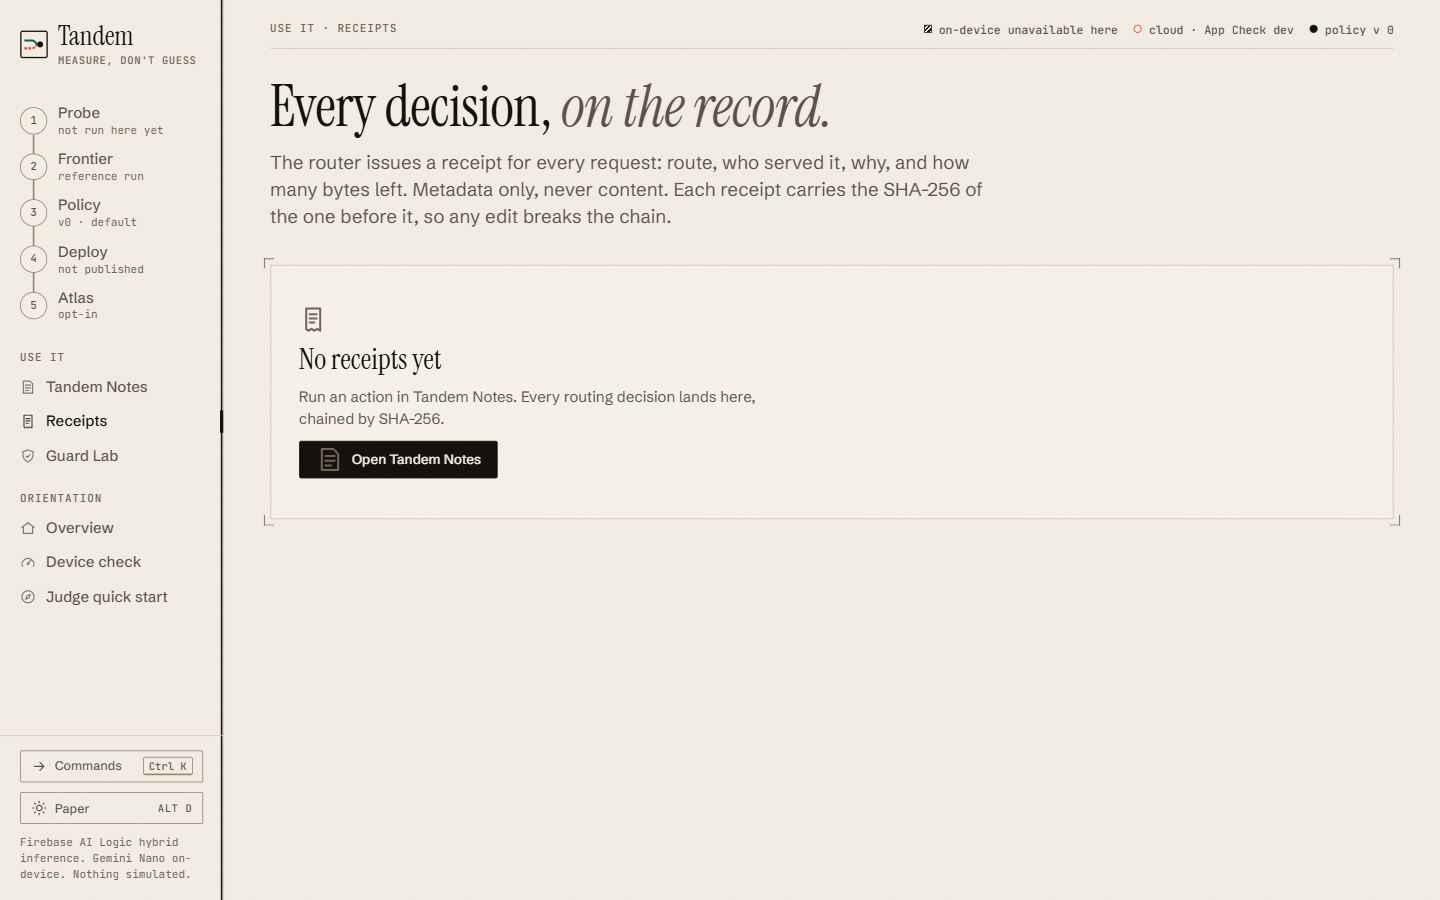 Tandem
MEASURE, DON'T GUESS
1
Probe
not run here yet
2
Frontier
reference run
3
Policy
v0 · default
4
Deploy
not published
5
Atlas
opt-in
USE IT
Tandem Notes
Receipts
Guard Lab
ORIENTATION
Overview
Device check
Judge quick start
Commands Ctrl K
Paper ALT D
Firebase AI Logic hybrid
inference. Gemini Nano on-
device. Nothing simulated.
USE IT · RECEIPTS
on-device unavailable here cloud · App Check dev policy v 0
Every decision, on the record.
The router issues a receipt for every request: route, who served it, why, and how
many bytes left. Metadata only, never content. Each receipt carries the SHA-256 of
the one before it, so any edit breaks the chain.
No receipts yet
Run an action in Tandem Notes. Every routing decision lands here,
chained by SHA-256.
Open Tandem Notes